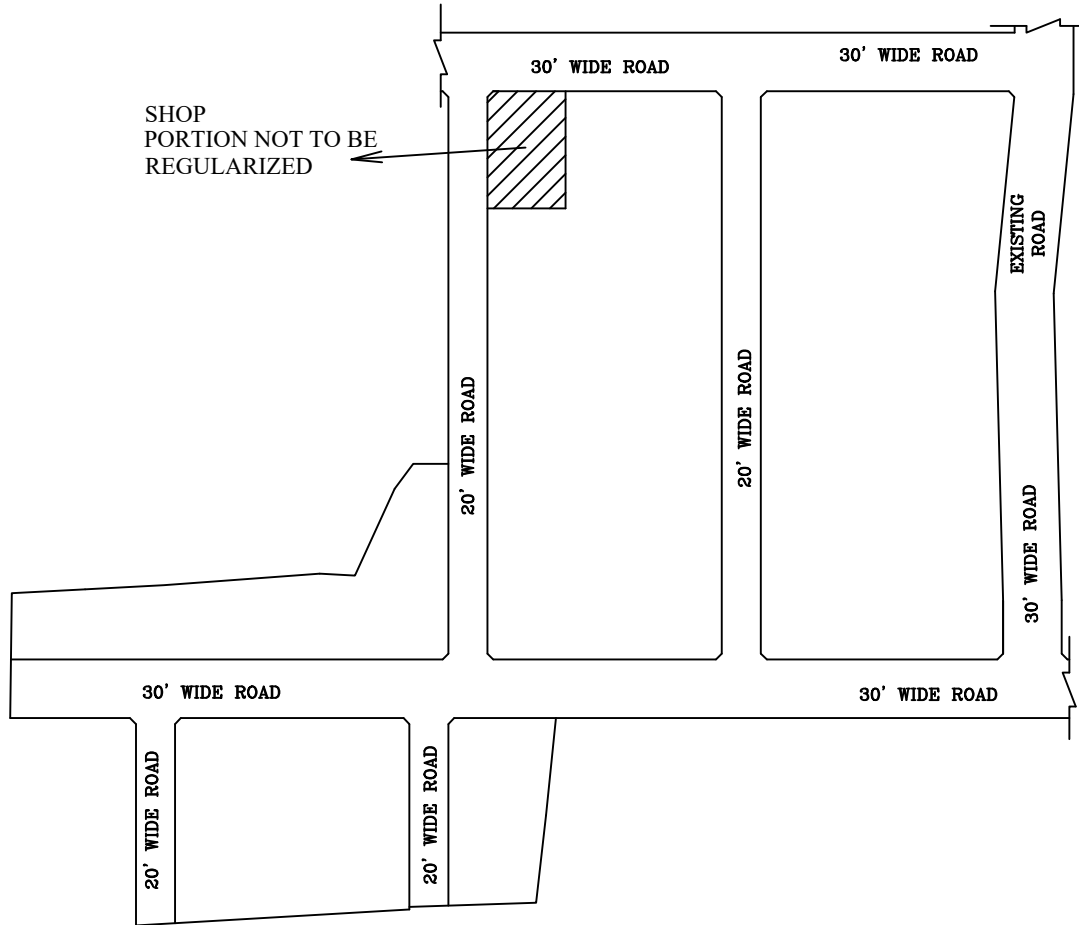 30' WIDE ROAD
30' WIDE ROAD
SHOP
PORTION NOT TO BE
REGULARIZED
EXISTING
ROAD
20' WIDE ROAD
20' WIDE ROAD
30' WIDE ROAD
30' WIDE ROAD
30' WIDE ROAD
20' WIDE ROAD
20' WIDE ROAD